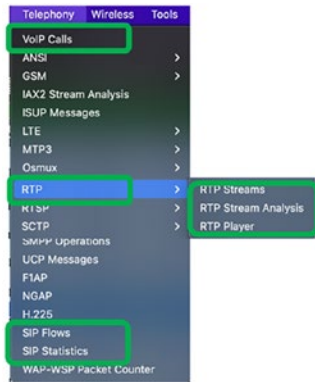 Telephony Wireless Tools
VoIP Calls
ANSI
GSM
IAX2 Stream Analysis
ISUP Messages
LTE
MTP3
Osmux
RTP
RTP Streams
RTSP
RTP Stream Analysis
SCTP
RTP Player
SMPP Operations
UCP Messages
F1AP
NGAP
H.225
SIP Flows
SIP Statistics
WAP-WSP Packet Counter